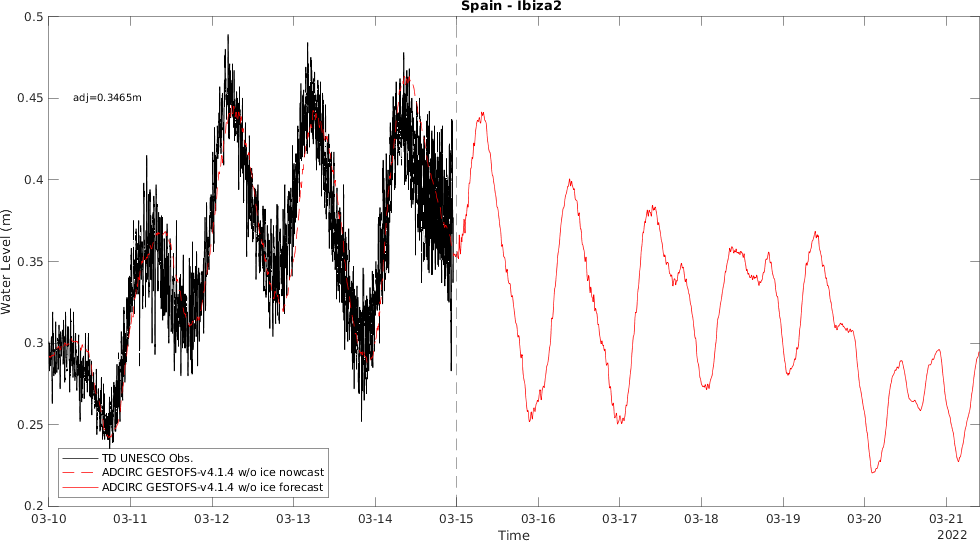 Spain - Ibiza2
0.5
0.45
0.4
0.35
0.3
0.25
0.2
Water Level (m)
adj=0.3465m
TD UNESCO Obs.
ADCIRC GESTOFS-v4.1.4 w/o ice nowcast
ADCIRC GESTOFS-v4.1.4 w/o ice forecast
03-10 03-11 03-12 03-13 03-14 03-15 03-16 03-17 03-18 03-19 03-20 03-21
Time
2022